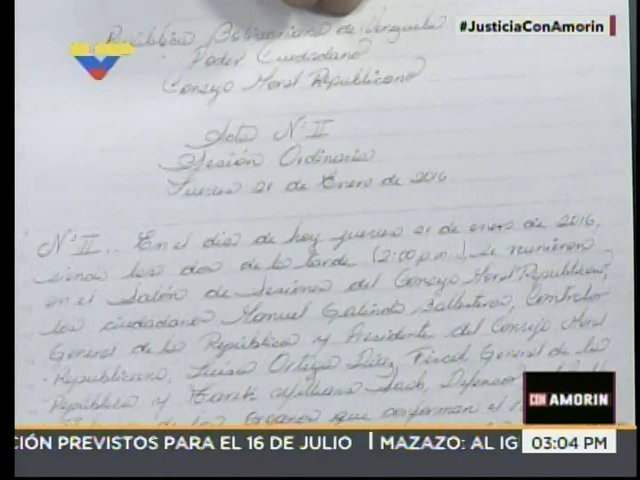 #JusticiaConAmorin
República Bolivariana de Venezuela
Poder Ciudadano
Consejo Moral Republicano
Acta Nº II
Sesión Ordinaria
Jueves 21 de Enero de 2016
Nº II.. En el día de hoy jueves 21 de enero de 2016,
siendo las dos de la tarde (2:00 p.m.), se reunieron
en el Salón de Sesiones del Consejo Moral Republicano,
los ciudadanos Manuel Galindo Ballesteros, Contralor
General de la República y Presidente del Consejo Moral
Republicano, Luisa Ortega Díaz, Fiscal General de la
República y Tarek William Saab, Defensor
de los Órganos que conforman el
CON AMORIN
CIÓN PREVISTOS PARA EL 16 DE JULIO | MAZAZO: AL IG
03:04 PM